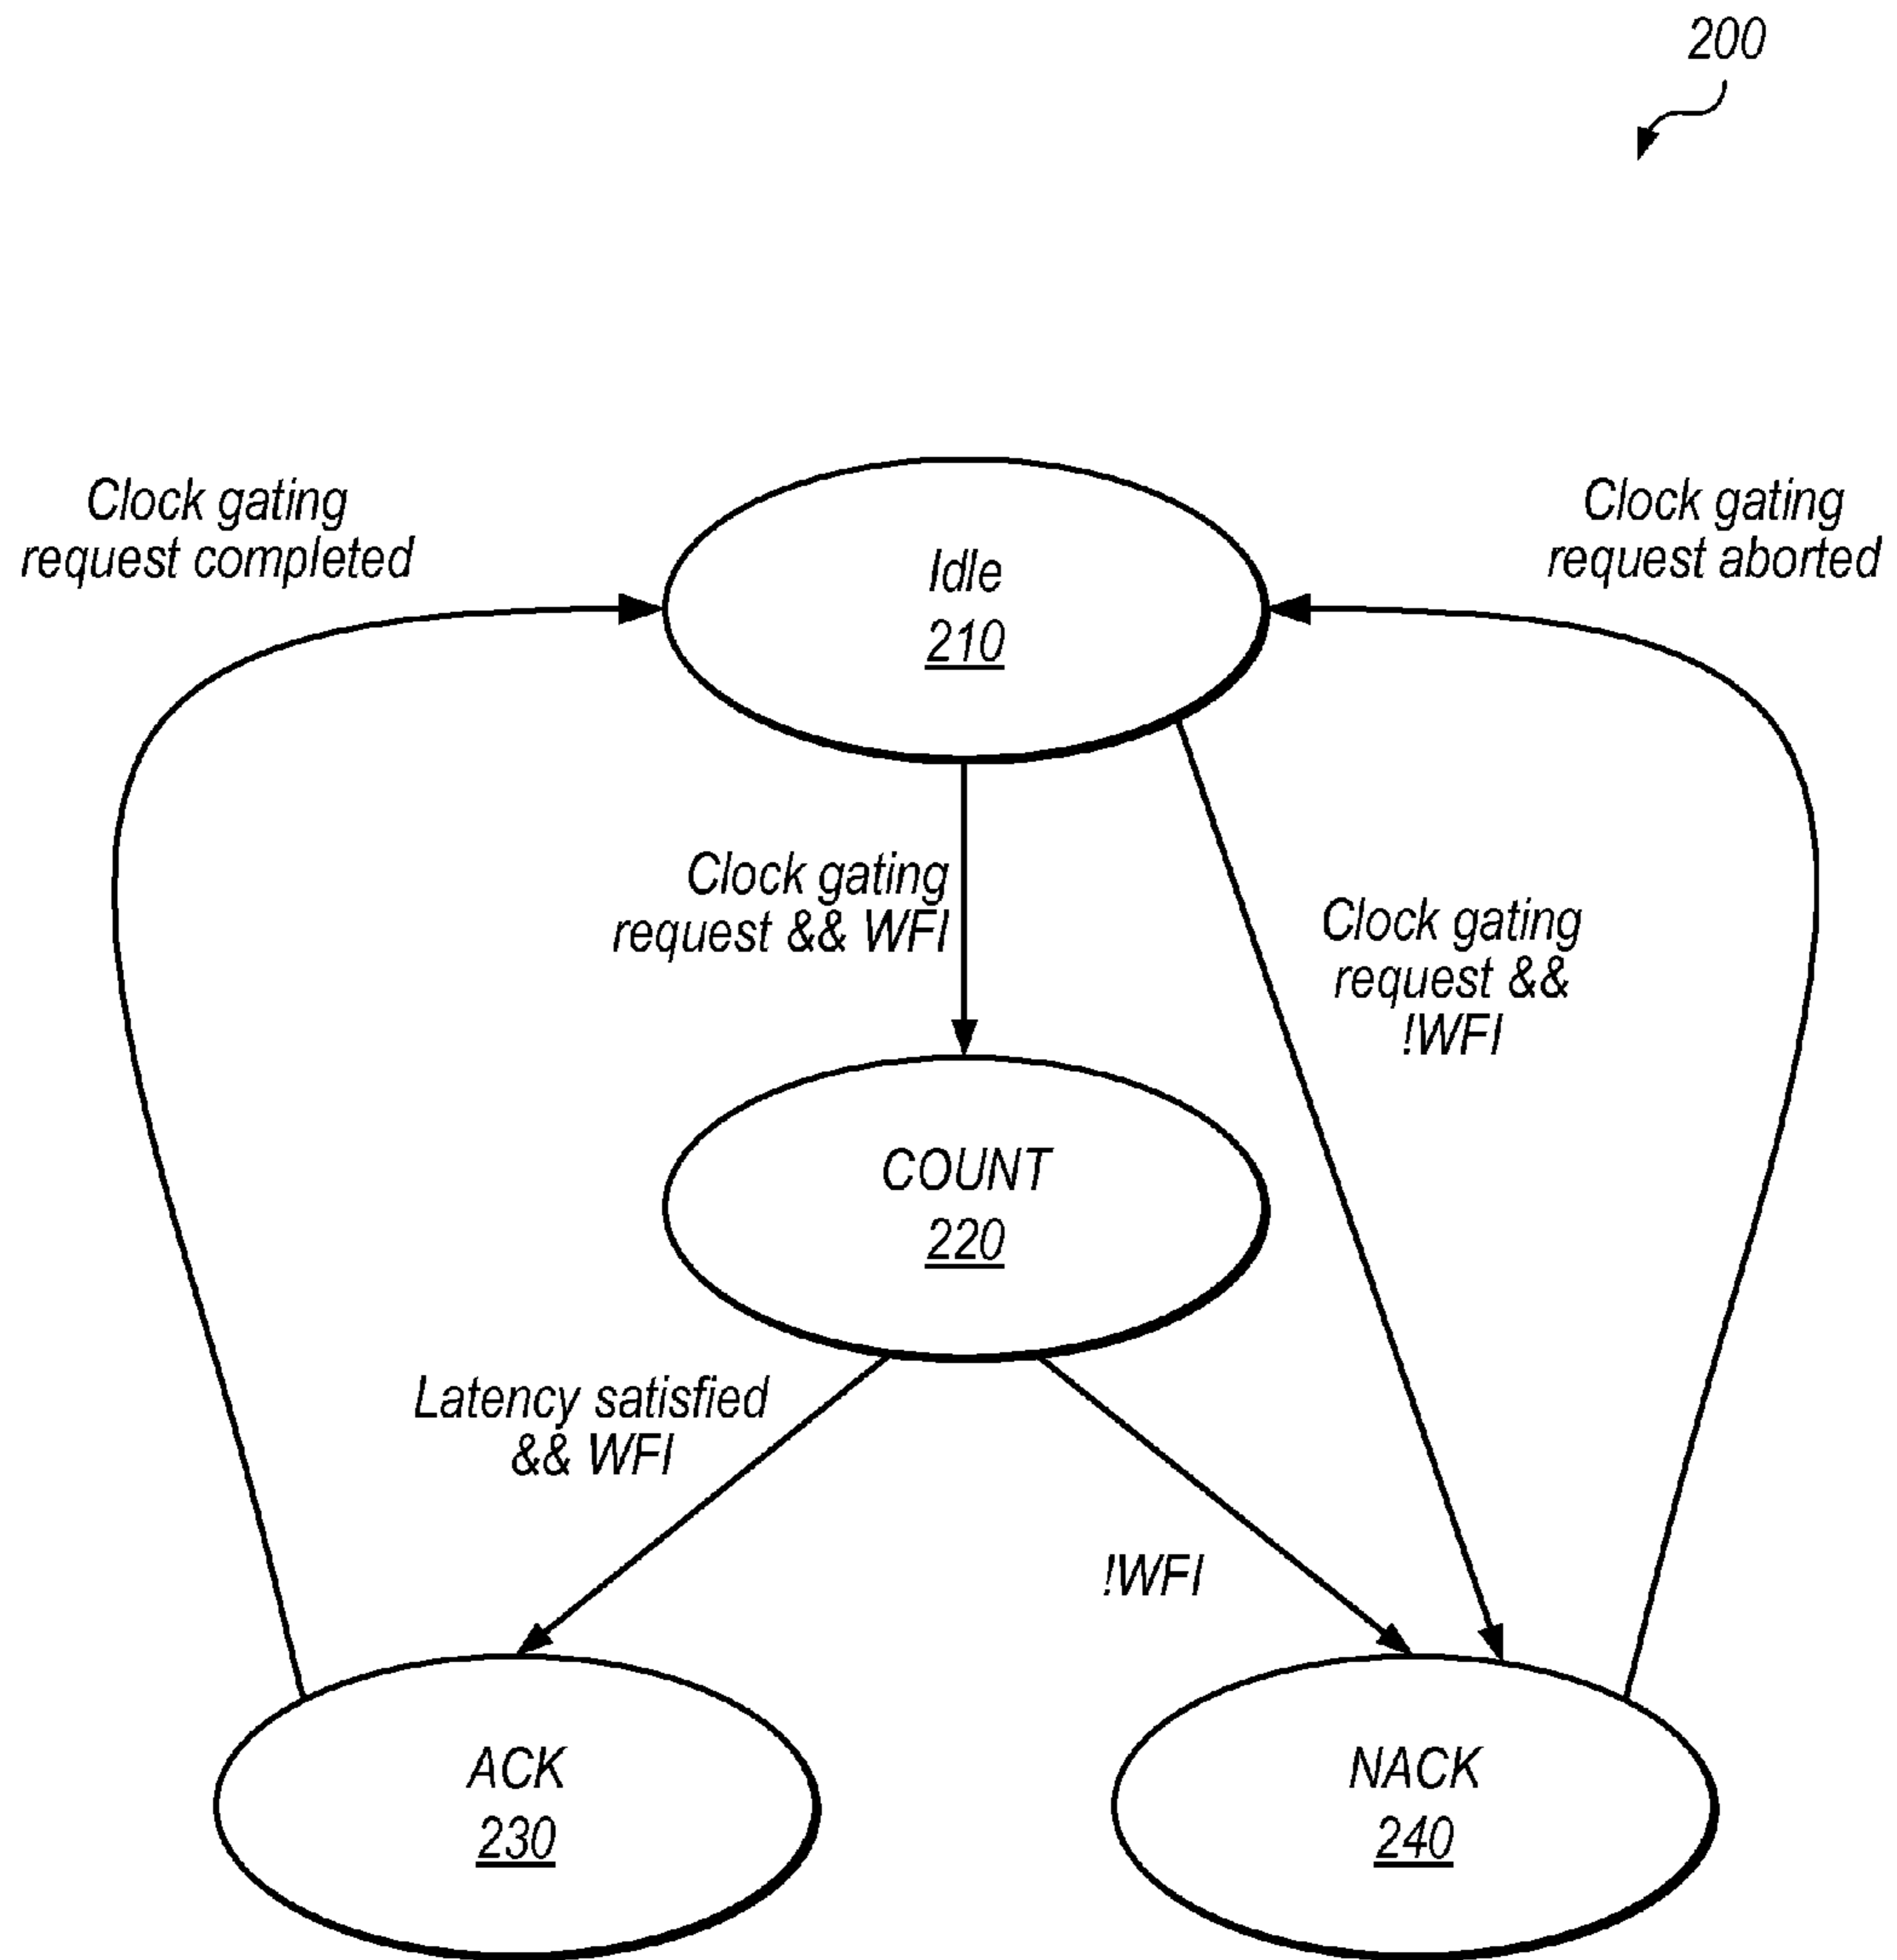 200
Clock gating
request completed
Clock gating
request aborted
Idle
210
Clock gating
request && WFI
Clock gating
request &&
!WFI
COUNT
220
Latency satisfied
&& WFI
!WFI
ACK
230
NACK
240